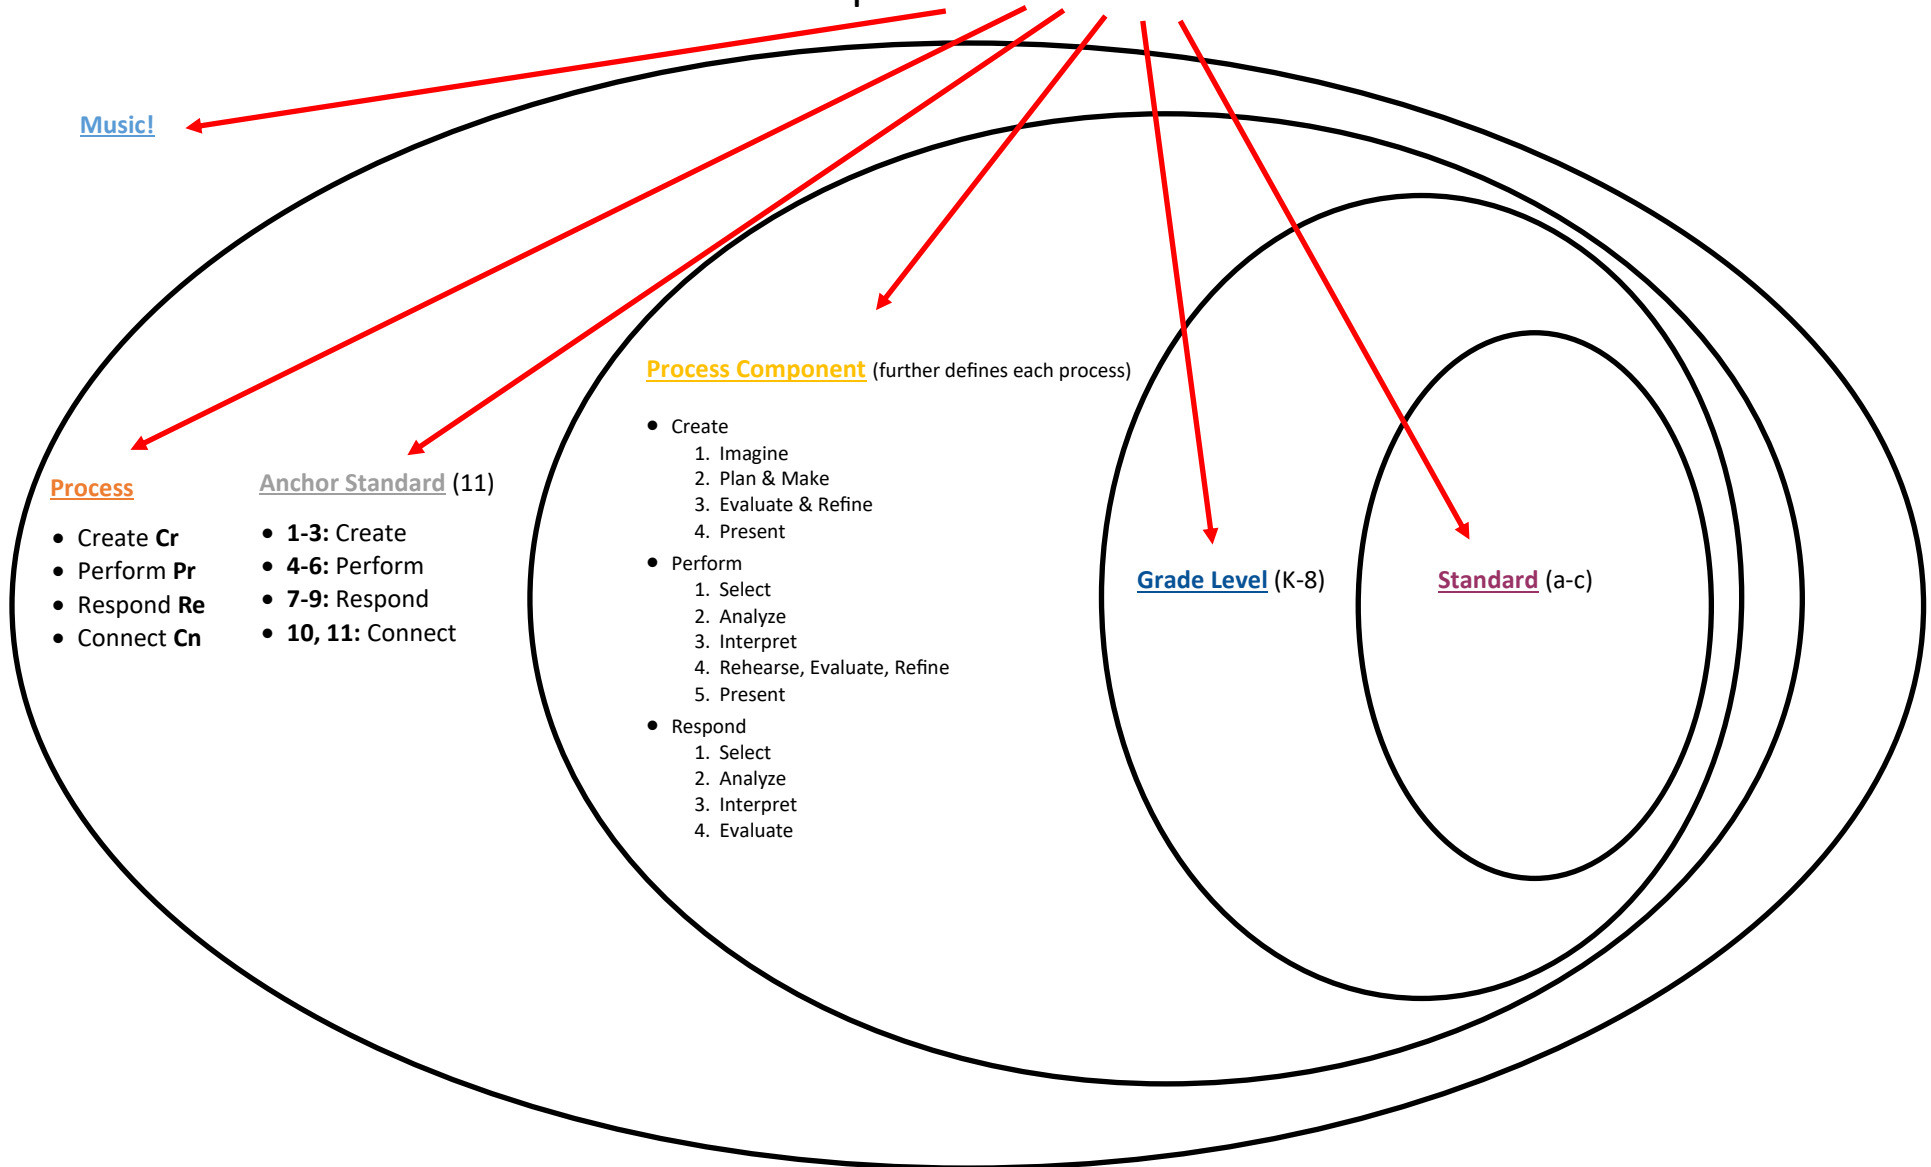 Music!
Process
• Create Cr
• Perform Pr
• Respond Re
• Connect Cn
Anchor Standard (11)
• 1-3: Create
• 4-6: Perform
• 7-9: Respond
• 10, 11: Connect
Process Component (further defines each process)
• Create
1. Imagine
2. Plan & Make
3. Evaluate & Refine
4. Present
• Perform
1. Select
2. Analyze
3. Interpret
4. Rehearse, Evaluate, Refine
5. Present
• Respond
1. Select
2. Analyze
3. Interpret
4. Evaluate
Grade Level (K-8)
Standard (a-c)